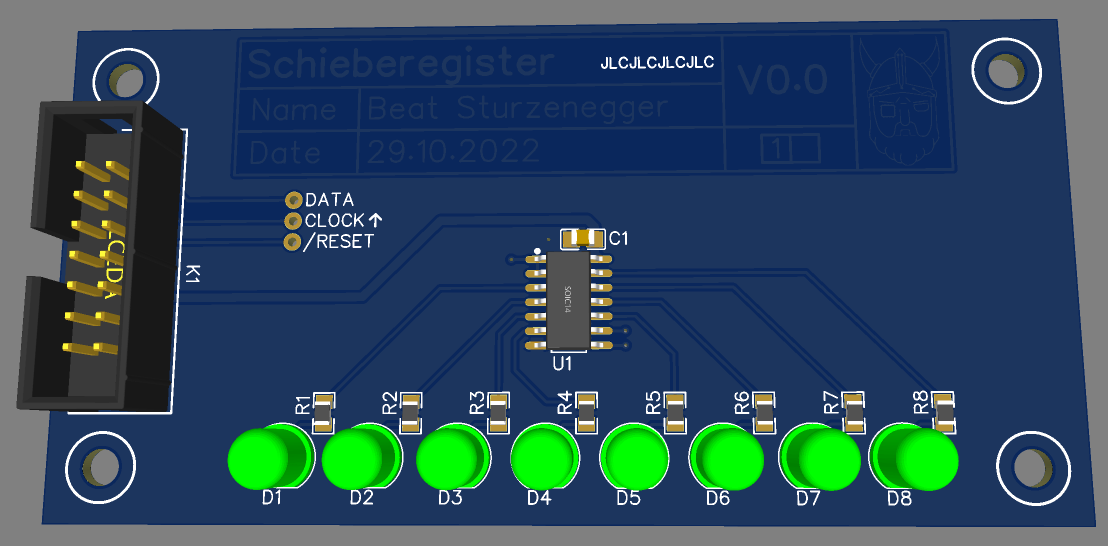 Schieberegister
JLCJLCJLCJLC
V0.0
Name
Beat Sturzenegger
Date
29.10.2022
1
DATA
CLOCK↑
/RESET
K1
C1
SOIC14
U1
R1
R2
R3
R4
R5
R6
R7
R8
D1
D2
D3
D4
D5
D6
D7
D8